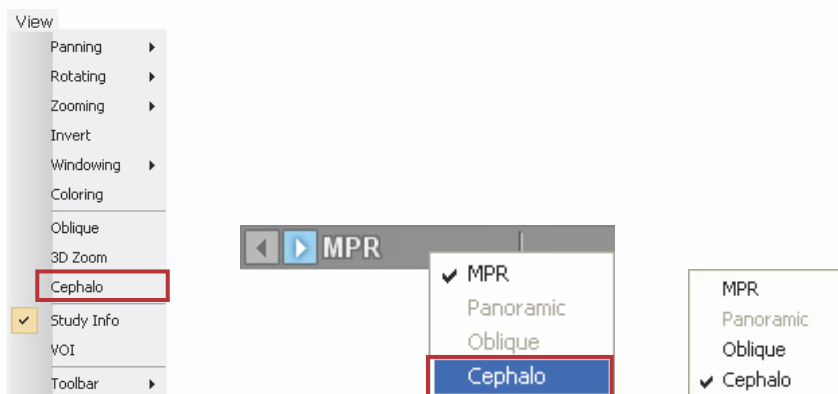 View
Panning
Rotating
Zooming
Invert
Windowing
Coloring
Oblique
3D Zoom
Cephalo
Study Info
VOI
Toolbar
MPR
MPR
Panoramic
Oblique
Cephalo
MPR
Panoramic
Oblique
Cephalo